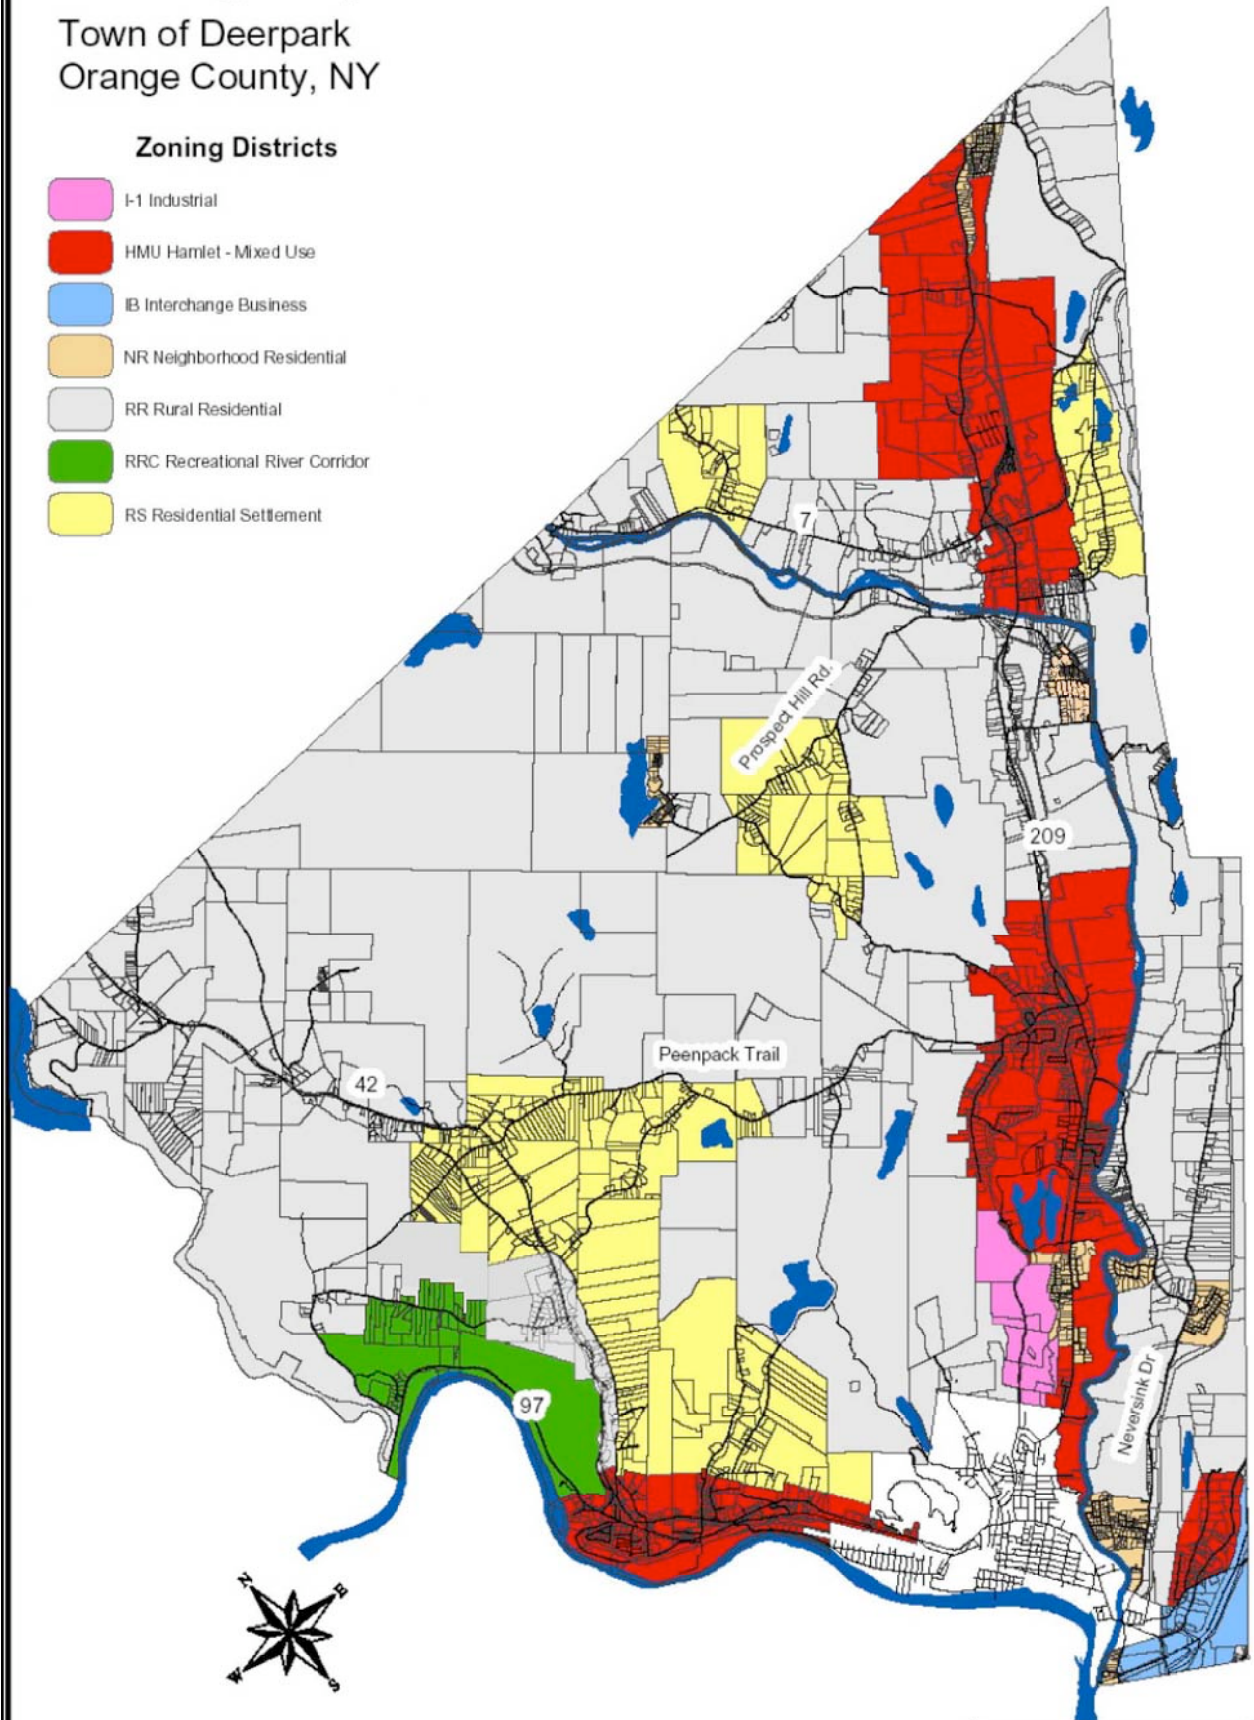 Town of Deerpark
Orange County, NY
Zoning Districts
I-1 Industrial
HMU Hamlet - Mixed Use
IB Interchange Business
NR Neighborhood Residential
RR Rural Residential
RRC Recreational River Corridor
RS Residential Settlement
7
Prospect Hill Rd.
209
Peenpack Trail
42
97
Neversink Dr
N
E
W
S